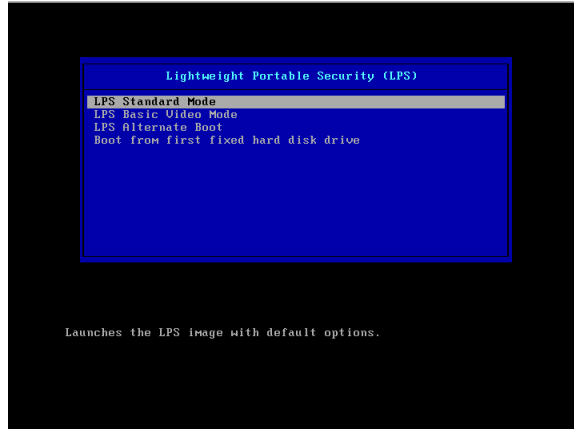 Lightweight Portable Security (LPS)
LPS Standard Mode
LPS Basic Video Mode
LPS Alternate Boot
Boot from first fixed hard disk drive
Launches the LPS image with default options.